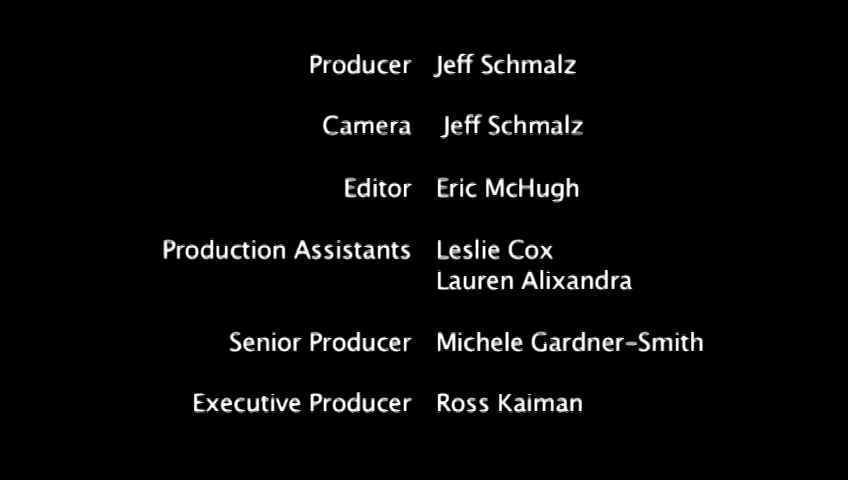 Producer Jeff Schmalz
Camera Jeff Schmalz
Editor Eric McHugh
Production Assistants Leslie Cox
Lauren Alixandra
Senior Producer Michele Gardner-Smith
Executive Producer Ross Kaiman